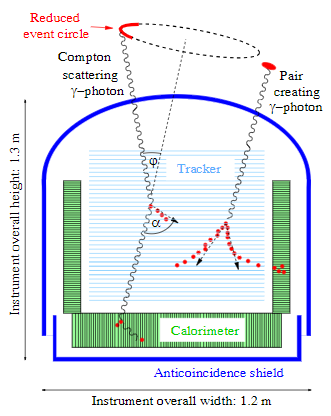 Reduced
event circle
Compton
scattering
γ−photon
Pair
creating
γ−photon
φ
Tracker
α
Calorimeter
Anticoincidence shield
Instrument overall height: 1.3 m
Instrument overall width: 1.2 m